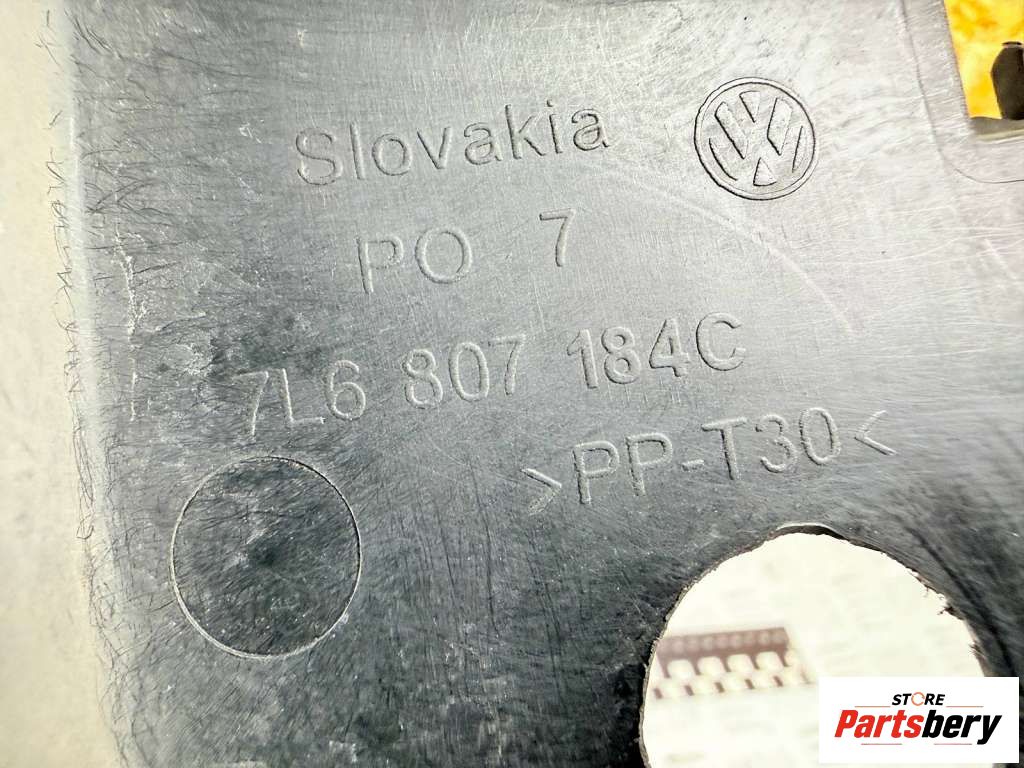 Slovakia
PO 7
7L6 807 184C
>PP-T30<
STORE
Partsbery